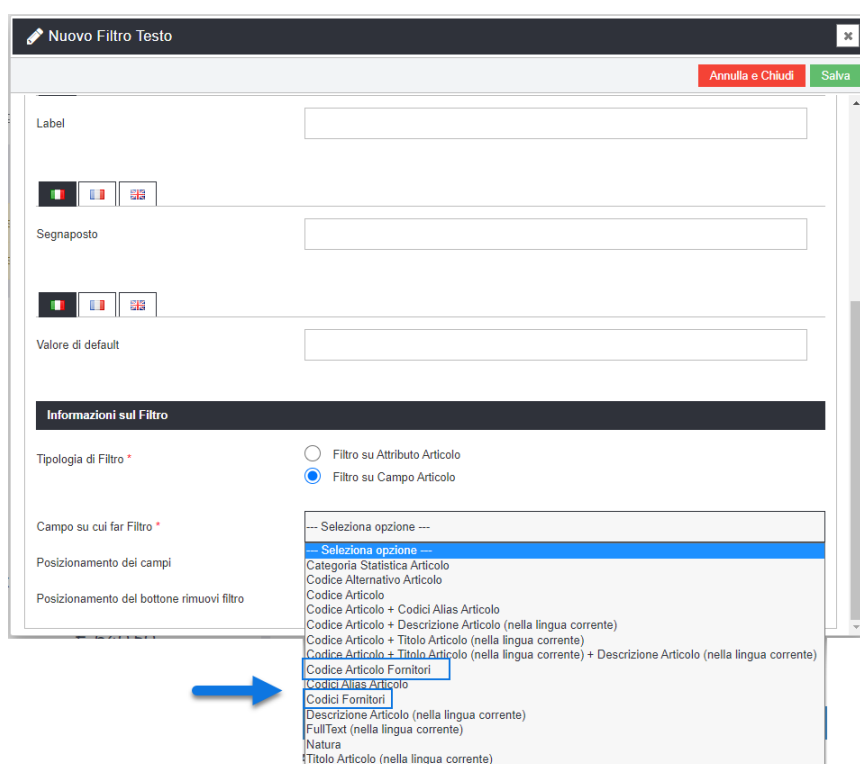 Nuovo Filtro Testo
Annulla e Chiudi Salva
Label
Segnaposto
Valore di default
Informazioni sul Filtro
Tipologia di Filtro *
Filtro su Attributo Articolo
Filtro su Campo Articolo
Campo su cui far Filtro *
--- Seleziona opzione ---
--- Seleziona opzione ---
Posizionamento dei campi
Categoria Statistica Articolo
Codice Alternativo Articolo
Posizionamento del bottone rimuovi filtro
Codice Articolo
Codice Articolo + Codici Alias Articolo
Codice Articolo + Descrizione Articolo (nella lingua corrente)
Codice Articolo + Titolo Articolo (nella lingua corrente)
Codice Articolo + Titolo Articolo (nella lingua corrente) + Descrizione Articolo (nella lingua corrente)
Codice Articolo Fornitori
Codici Alias Articolo
Codici Fornitori
Descrizione Articolo (nella lingua corrente)
FullText (nella lingua corrente)
Natura
Titolo Articolo (nella lingua corrente)